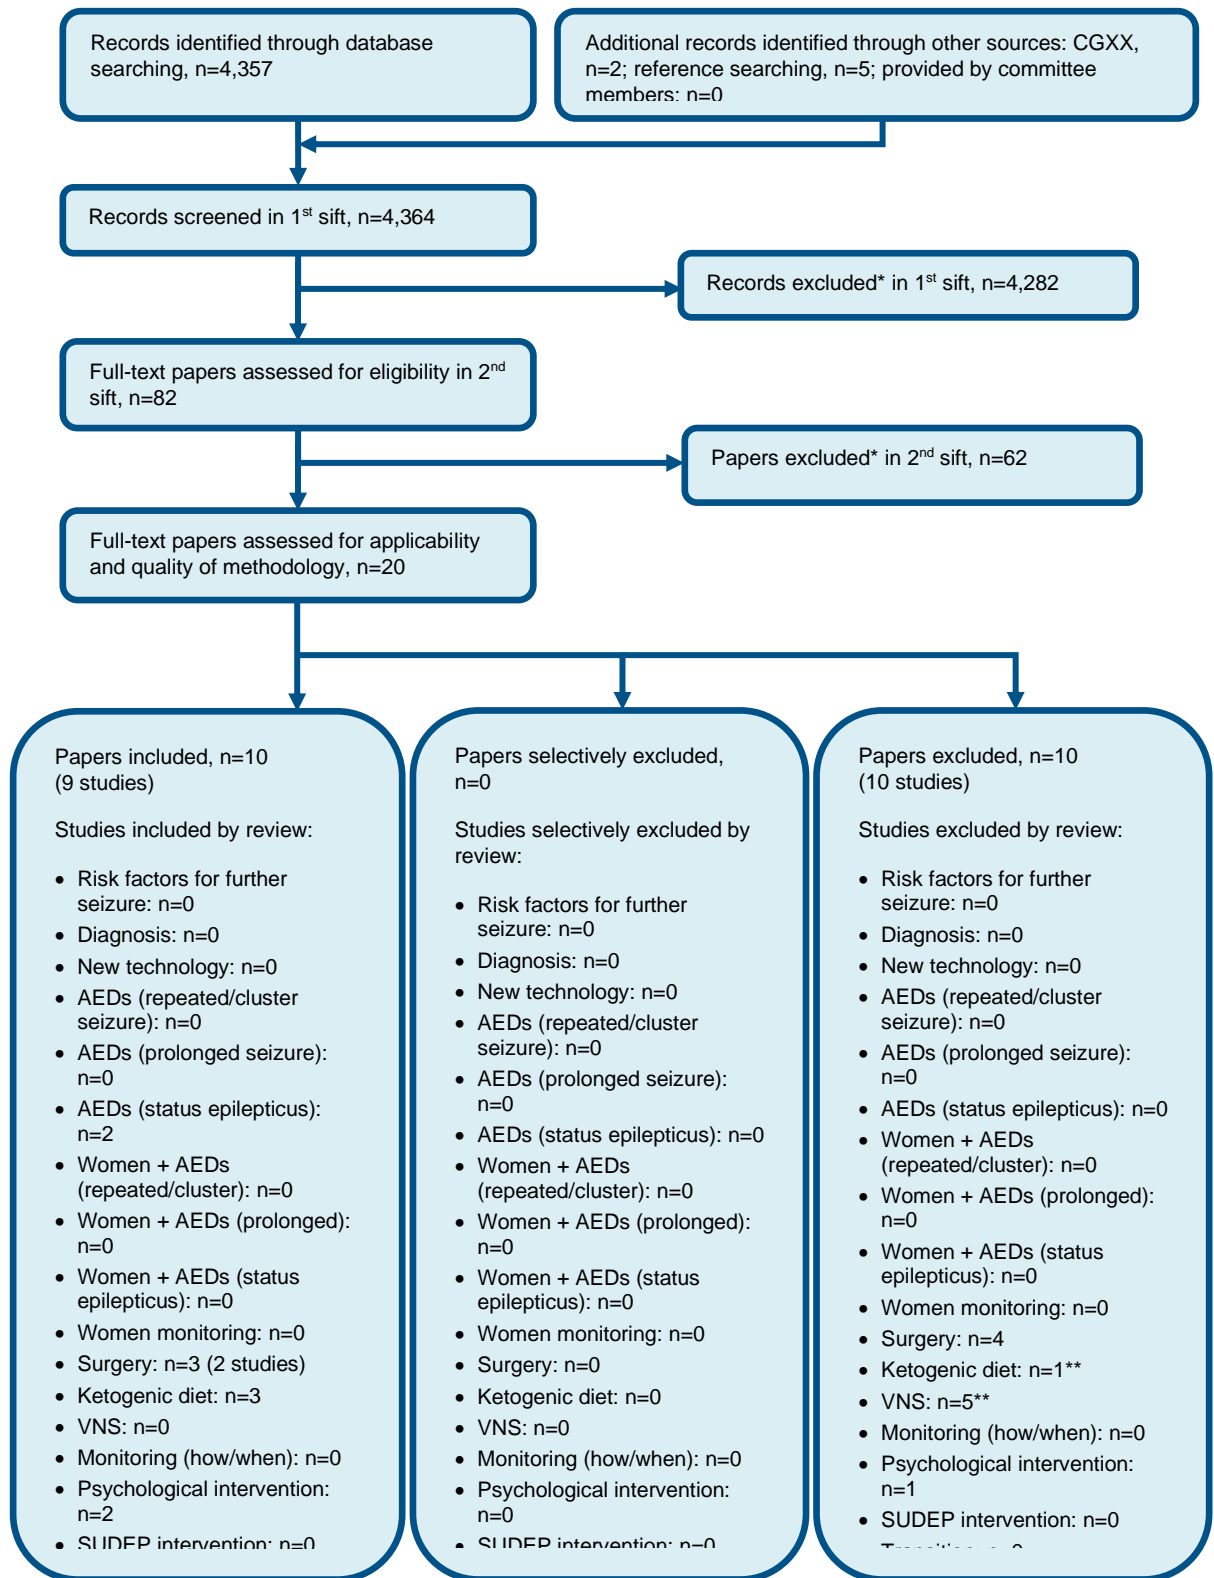 Records identified through database
searching, n=4,357
Additional records identified through other sources: CGXX,
n=2; reference searching, n=5; provided by committee
members; n=0
Records screened in 1st sift, n=4,364
Records excluded* in 1st sift, n=4,282
Full-text papers assessed for eligibility in 2nd
sift, n=82
Papers excluded* in 2nd sift, n=62
Full-text papers assessed for applicability
and quality of methodology, n=20
Papers included, n=10
(9 studies)
Studies included by review:
• Risk factors for further
seizure: n=0
• Diagnosis: n=0
• New technology: n=0
• AEDs (repeated/cluster
seizure): n=0
• AEDs (prolonged seizure):
n=0
• AEDs (status epilepticus):
n=2
• Women + AEDs
(repeated/cluster): n=0
• Women + AEDs (prolonged):
n=0
• Women + AEDs (status
epilepticus): n=0
• Women monitoring: n=0
• Surgery: n=3 (2 studies)
• Ketogenic diet: n=3
• VNS: n=0
• Monitoring (how/when): n=0
• Psychological intervention:
n=2
• SUDEP intervention: n=0
Papers selectively excluded,
n=0
Studies selectively excluded by
review:
• Risk factors for further
seizure: n=0
• Diagnosis: n=0
• New technology: n=0
• AEDs (repeated/cluster
seizure): n=0
• AEDs (prolonged seizure):
n=0
• AEDs (status epilepticus): n=0
• Women + AEDs
(repeated/cluster): n=0
• Women + AEDs (prolonged):
n=0
• Women + AEDs (status
epilepticus): n=0
• Women monitoring: n=0
• Surgery: n=0
• Ketogenic diet: n=0
• VNS: n=0
• Monitoring (how/when): n=0
• Psychological intervention:
n=0
• SUDEP intervention: n=0
Papers excluded, n=10
(10 studies)
Studies excluded by review:
• Risk factors for further
seizure: n=0
• Diagnosis: n=0
• New technology: n=0
• AEDs (repeated/cluster
seizure): n=0
• AEDs (prolonged seizure):
n=0
• AEDs (status epilepticus): n=0
• Women + AEDs
(repeated/cluster): n=0
• Women + AEDs (prolonged):
n=0
• Women + AEDs (status
epilepticus): n=0
• Women monitoring: n=0
• Surgery: n=4
• Ketogenic diet: n=1**
• VNS: n=5**
• Monitoring (how/when): n=0
• Psychological intervention:
n=1
• SUDEP intervention: n=0